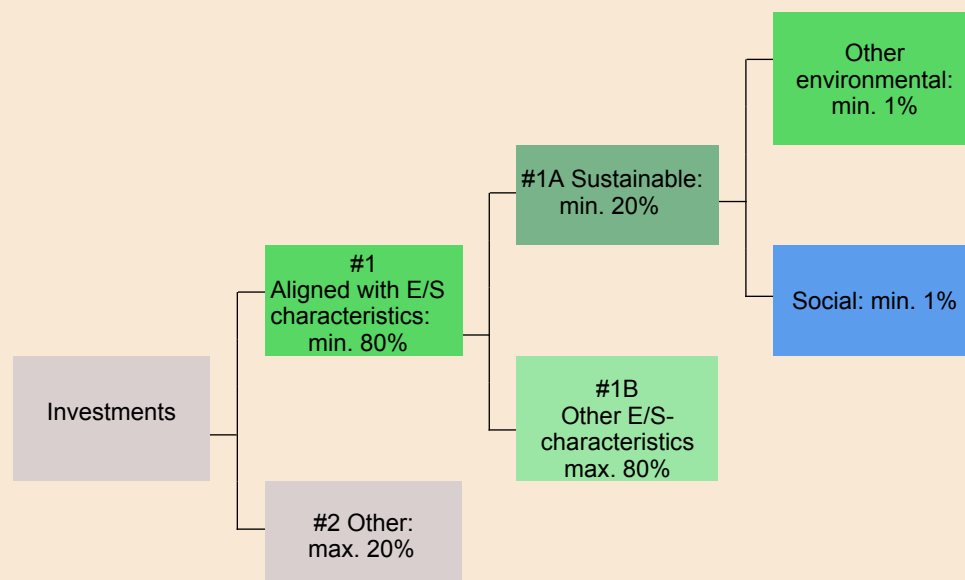 Investments
#1
Aligned with E/S
characteristics:
min. 80%
#2 Other:
max. 20%
#1A Sustainable:
min. 20%
#1B
Other E/S-
characteristics
max. 80%
Other
environmental:
min. 1%
Social: min. 1%